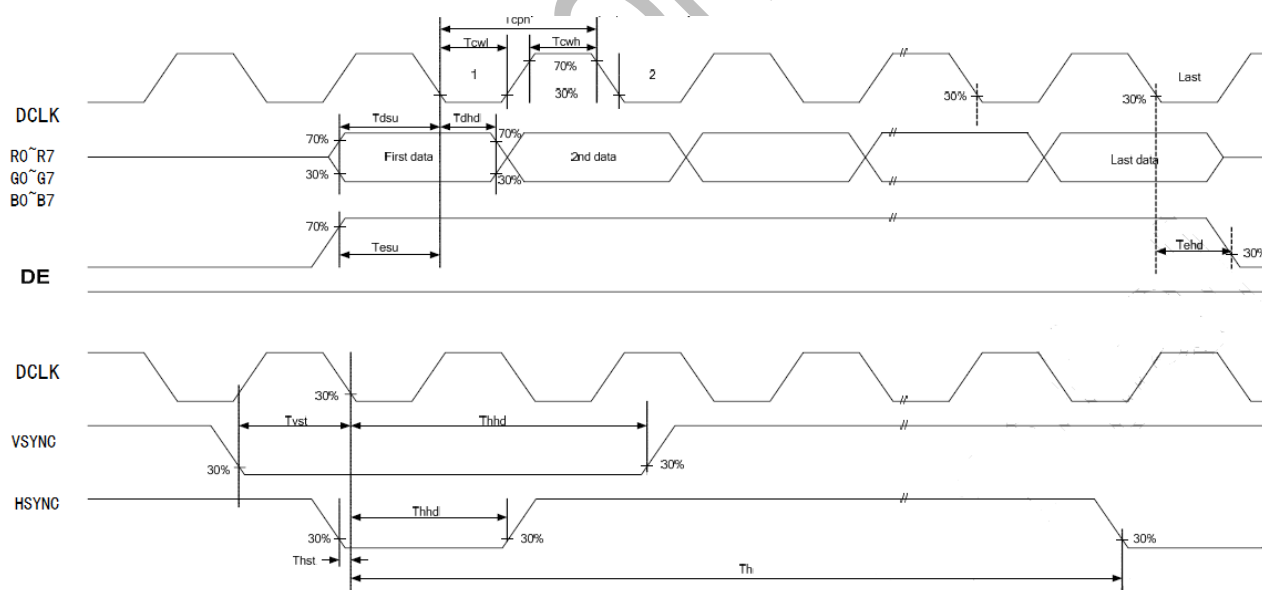 Tcph
Tcwl Tcwh
1 70% 2 Last
30% 30% 30%
DCLK
Tdsu Tdhd
70% 70%
R0~R7 First data 2nd data Last data
G0~G7 30% 30%
B0~B7
70%
Tesu Tehd
30%
DE
DCLK
30%
Tvst Thhd
VSYNC
30% 30%
HSYNC
Thhd
30% 30% 30%
Thst
Th